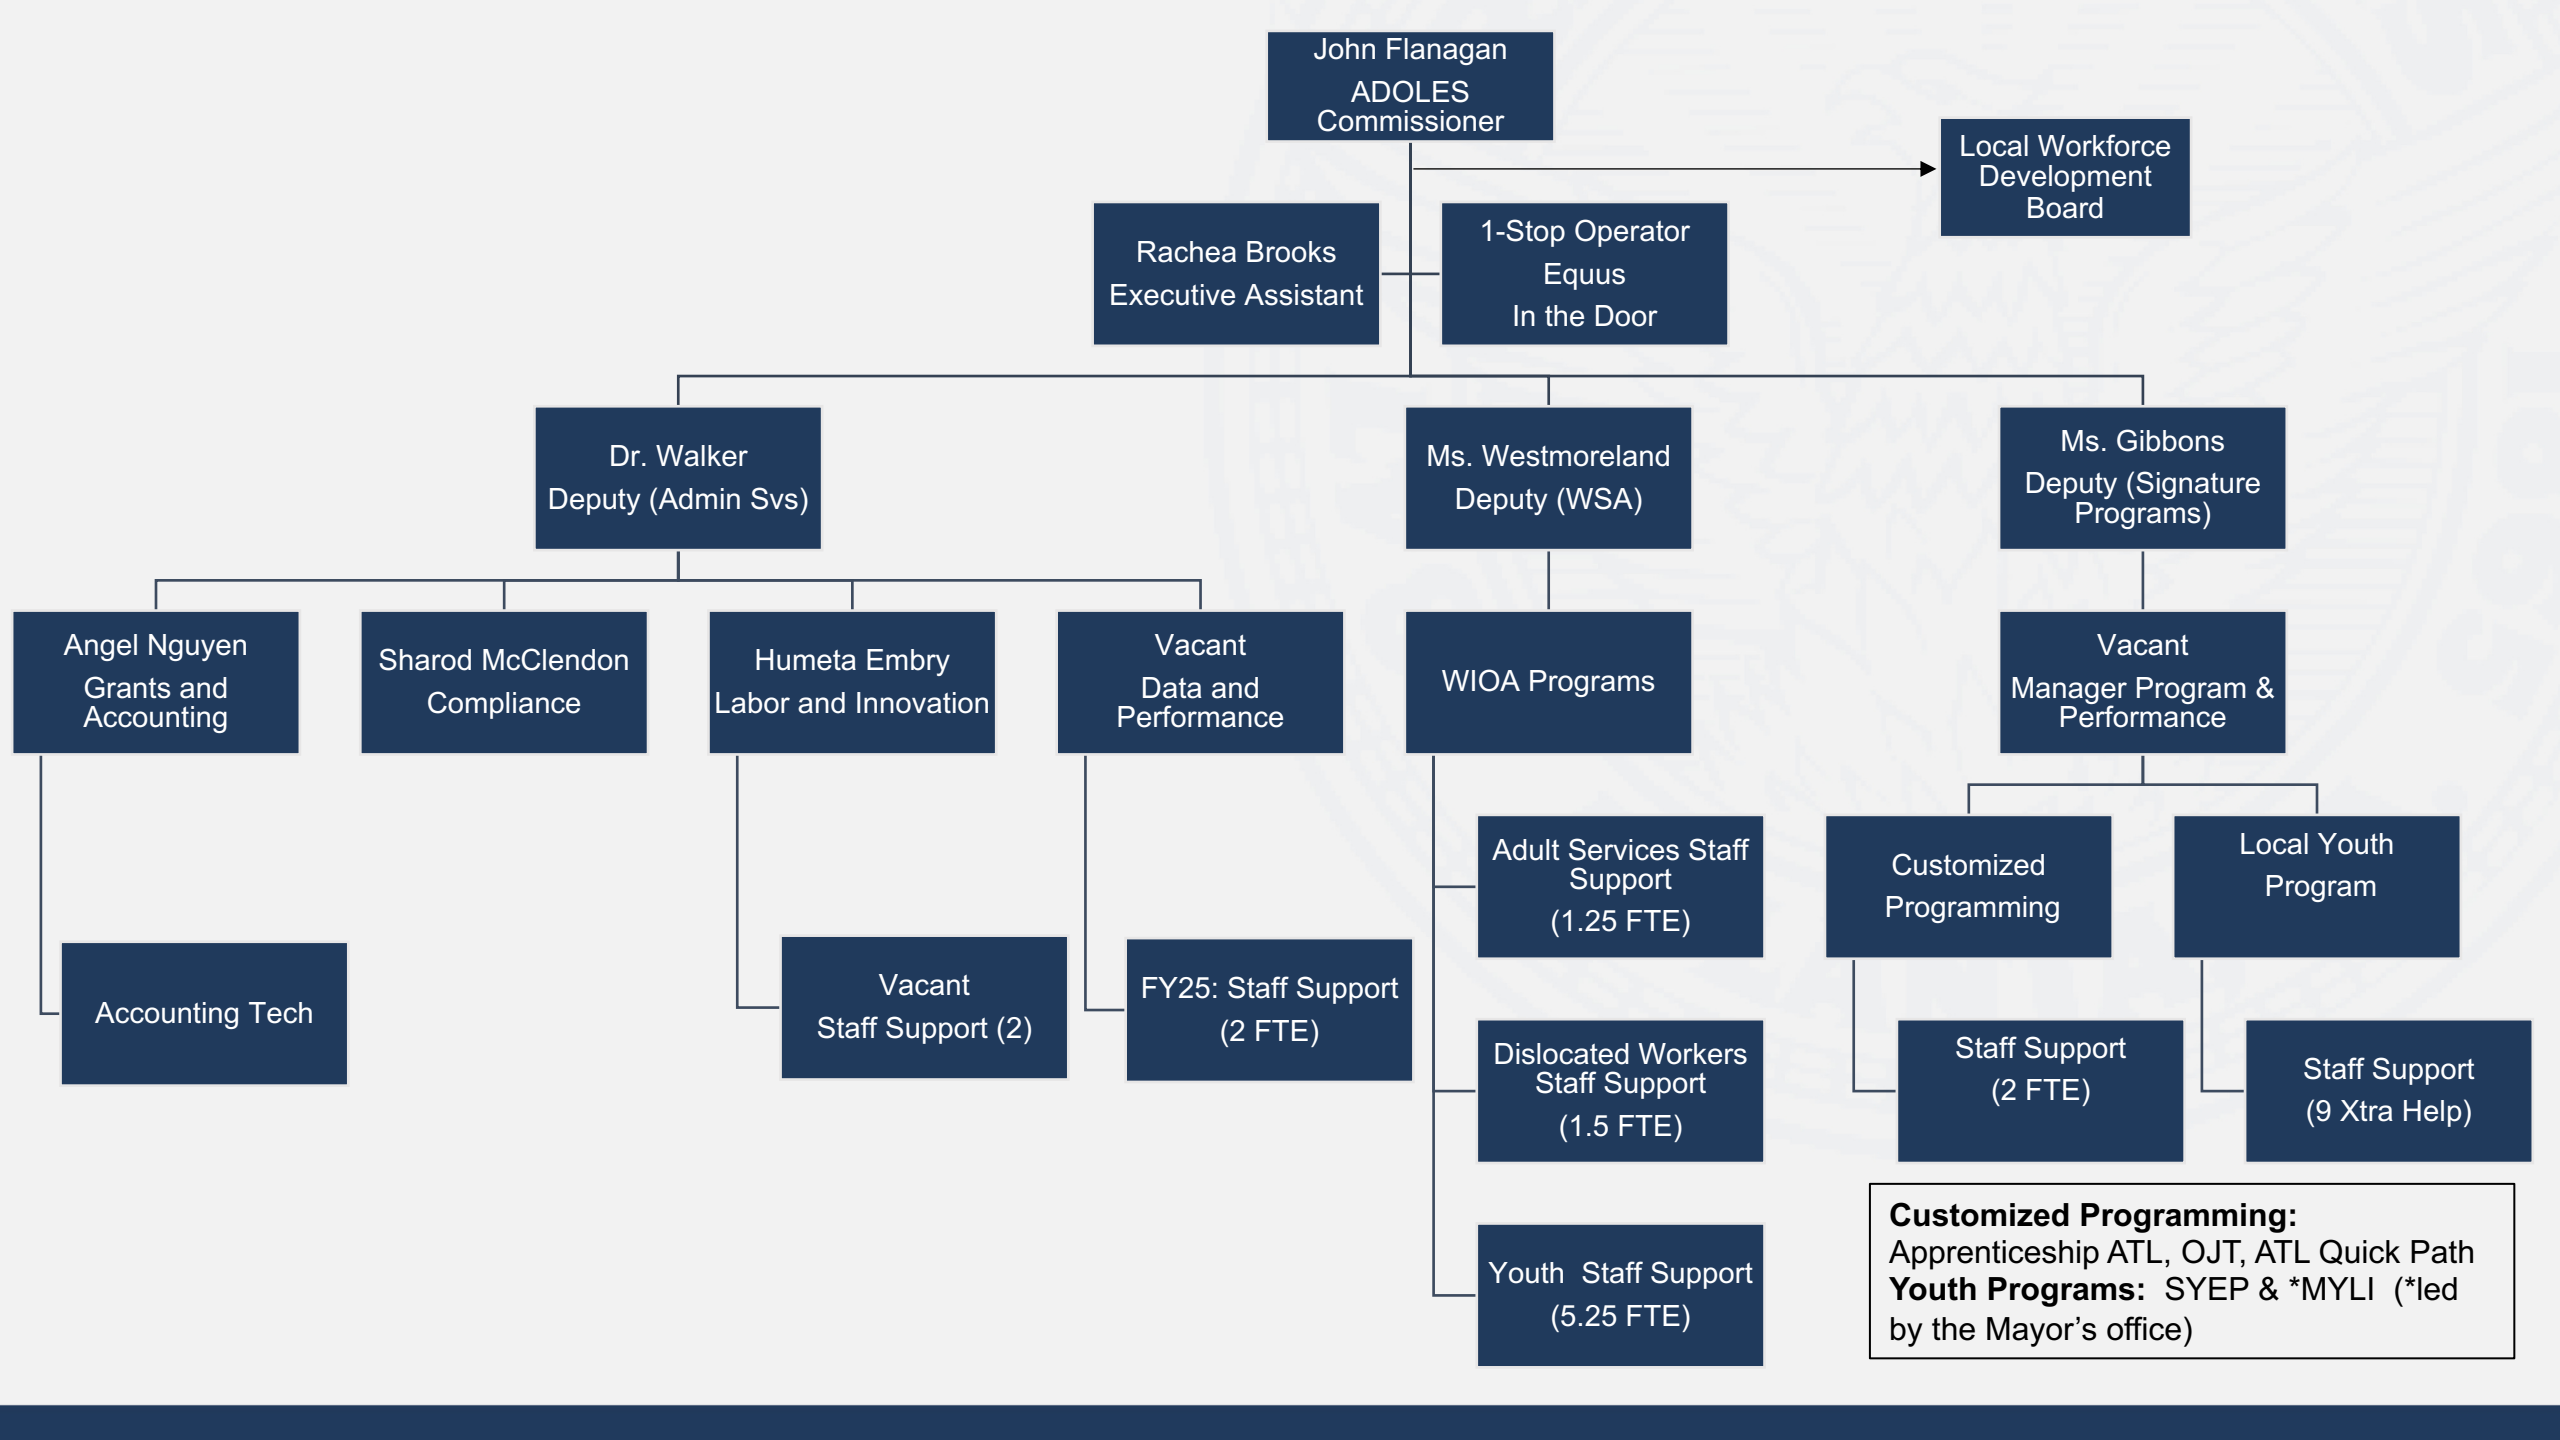 John Flanagan
ADOLES
Commissioner
Local Workforce
Development
Board
Rachea Brooks
Executive Assistant
1-Stop Operator
Equus
In the Door
Dr. Walker
Deputy (Admin Svs)
Ms. Westmoreland
Deputy (WSA)
Ms. Gibbons
Deputy (Signature
Programs)
Angel Nguyen
Grants and
Accounting
Sharod McClendon
Compliance
Humeta Embry
Labor and Innovation
Vacant
Data and
Performance
WIOA Programs
Vacant
Manager Program &
Performance
Adult Services Staff
Support
(1.25 FTE)
Customized
Programming
Local Youth
Program
Accounting Tech
Vacant
Staff Support (2)
FY25: Staff Support
(2 FTE)
Dislocated Workers
Staff Support
(1.5 FTE)
Staff Support
(2 FTE)
Staff Support
(9 Xtra Help)
Youth  Staff Support
(5.25 FTE)
Customized Programming:
Apprenticeship ATL, OJT, ATL Quick Path
Youth Programs:  SYEP & *MYLI  (*led
by the Mayor’s office)